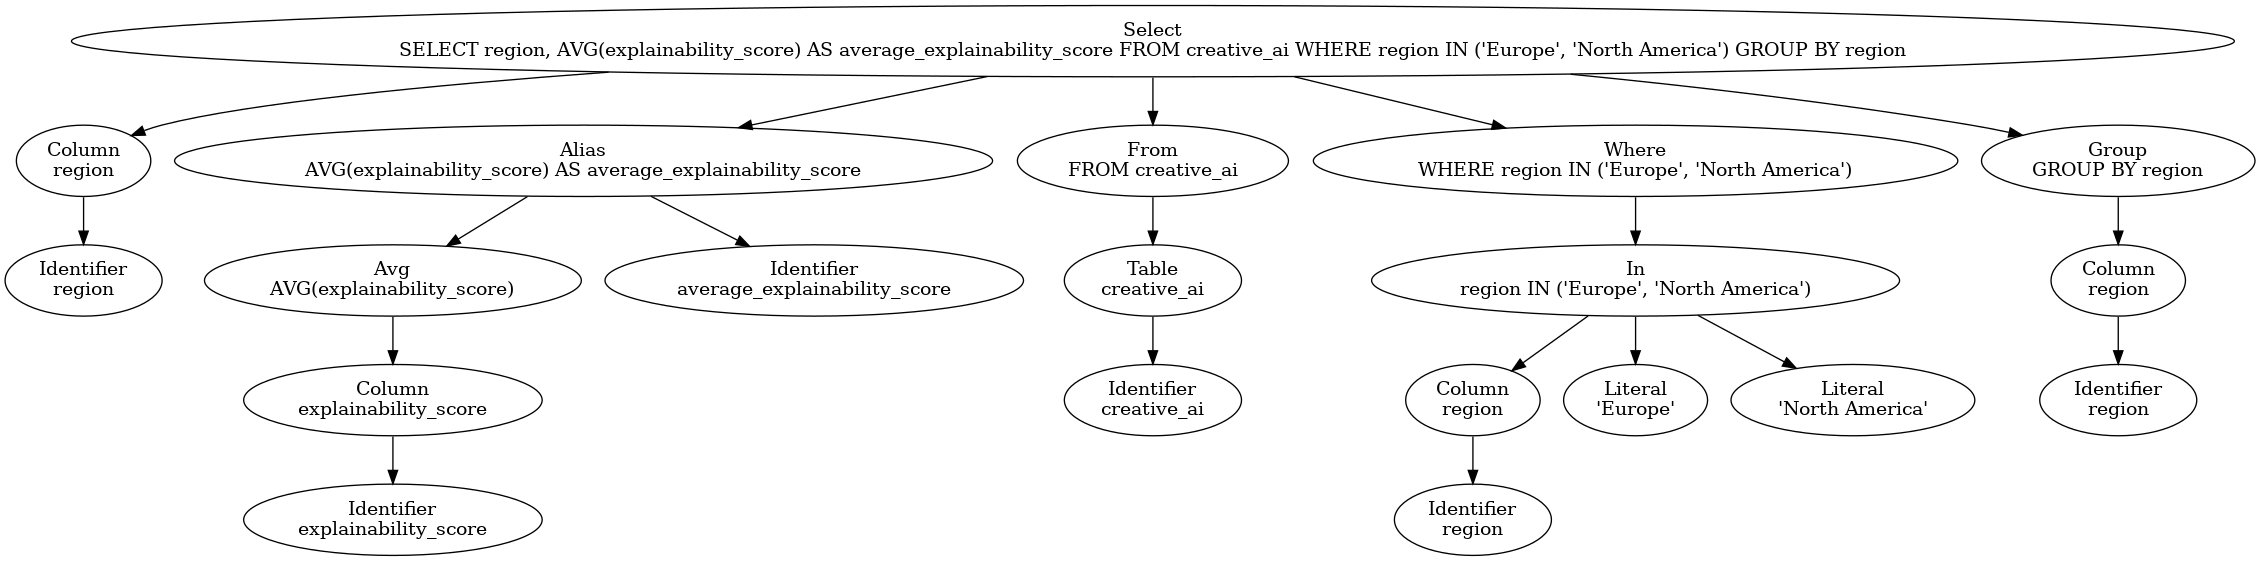 Select
SELECT region, AVG(explainability_score) AS average_explainability_score FROM creative_ai WHERE region IN ('Europe', 'North America') GROUP BY region
Column
region
Alias
AVG(explainability_score) AS average_explainability_score
From
FROM creative_ai
Where
WHERE region IN ('Europe', 'North America')
Group
GROUP BY region
Identifier
region
Avg
AVG(explainability_score)
Identifier
average_explainability_score
Table
creative_ai
In
region IN ('Europe', 'North America')
Column
region
Column
explainability_score
Identifier
creative_ai
Column
region
Literal
'Europe'
Literal
'North America'
Identifier
region
Identifier
explainability_score
Identifier
region